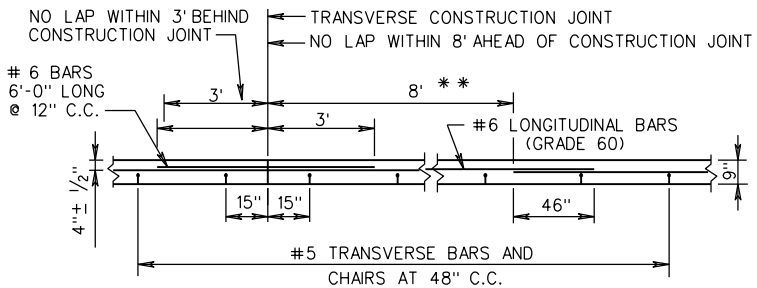 NO LAP WITHIN 3' BEHIND
CONSTRUCTION JOINT
TRANSVERSE CONSTRUCTION JOINT
NO LAP WITHIN 8' AHEAD OF CONSTRUCTION JOINT
# 6 BARS
6'-0" LONG
@ 12" C.C.
3'
8' **
3'
#6 LONGITUDINAL BARS
(GRADE 60)
4"± 1/2"
9"
15"
15"
46"
#5 TRANSVERSE BARS AND
CHAIRS AT 48" C.C.